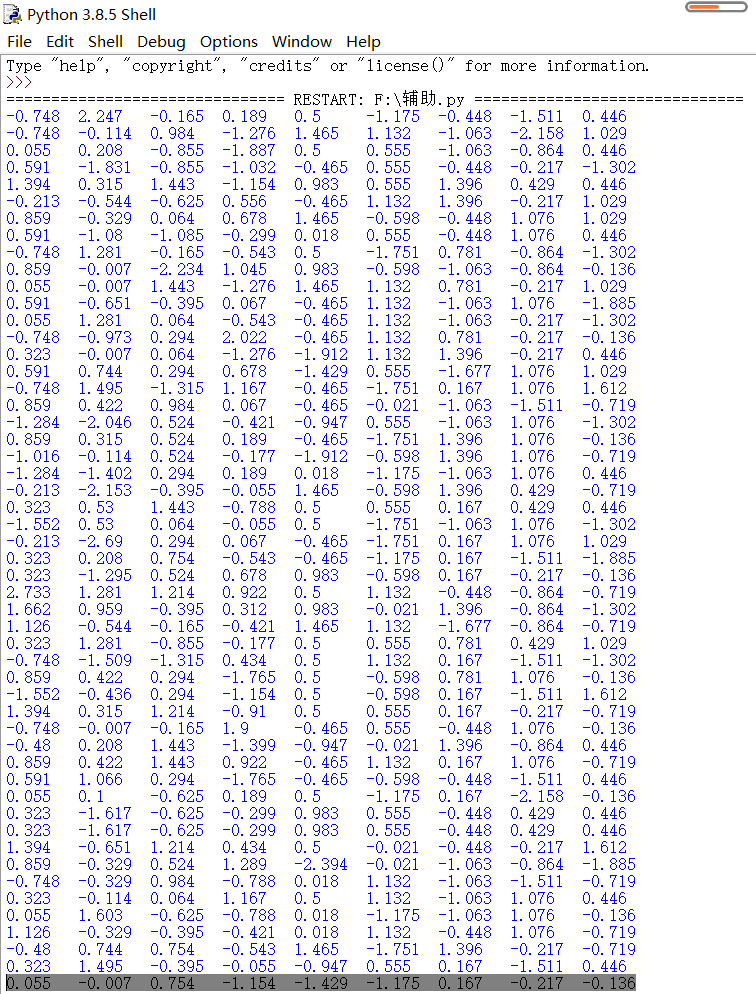 Python 3.8.5 Shell
File Edit Shell Debug Options Window Help
Type "help", "copyright", "credits" or "license()" for more information.
>>>
============================== RESTART: F:\辅助.py ==============================
-0.748 2.247 -0.165 0.189 0.5 -1.175 -0.448 -1.511 0.446
-0.748 -0.114 0.984 -1.276 1.465 1.132 -1.063 -2.158 1.029
0.055 0.208 -0.855 -1.887 0.5 0.555 -1.063 -0.864 0.446
0.591 -1.831 -0.855 -1.032 -0.465 0.555 -0.448 -0.217 -1.302
1.394 0.315 1.443 -1.154 0.983 0.555 1.396 0.429 0.446
-0.213 -0.544 -0.625 0.556 -0.465 1.132 1.396 -0.217 1.029
0.859 -0.329 0.064 0.678 1.465 -0.598 -0.448 1.076 1.029
0.591 -1.08 -1.085 -0.299 0.018 0.555 -0.448 1.076 0.446
-0.748 1.281 -0.165 -0.543 0.5 -1.751 0.781 -0.864 -1.302
0.859 -0.007 -2.234 1.045 0.983 -0.598 -1.063 -0.864 -0.136
0.055 -0.007 1.443 -1.276 1.465 1.132 0.781 -0.217 1.029
0.591 -0.651 -0.395 0.067 -0.465 1.132 -1.063 1.076 -1.885
0.055 1.281 0.064 -0.543 -0.465 1.132 -1.063 -0.217 -1.302
-0.748 -0.973 0.294 2.022 -0.465 1.132 0.781 -0.217 -0.136
0.323 -0.007 0.064 -1.276 -1.912 1.132 1.396 -0.217 0.446
0.591 0.744 0.294 0.678 -1.429 0.555 -1.677 1.076 1.029
-0.748 1.495 -1.315 1.167 -0.465 -1.751 0.167 1.076 1.612
0.859 0.422 0.984 0.067 -0.465 -0.021 -1.063 -1.511 -0.719
-1.284 -2.046 0.524 -0.421 -0.947 0.555 -1.063 1.076 -1.302
0.859 0.315 0.524 0.189 -0.465 -1.751 1.396 1.076 -0.136
-1.016 -0.114 0.524 -0.177 -1.912 -0.598 1.396 1.076 -0.719
-1.284 -1.402 0.294 0.189 0.018 -1.175 -1.063 1.076 0.446
-0.213 -2.153 -0.395 -0.055 1.465 -0.598 1.396 0.429 -0.719
0.323 0.53 1.443 -0.788 0.5 0.555 0.167 0.429 0.446
-1.552 0.53 0.064 -0.055 0.5 -1.751 -1.063 1.076 -1.302
-0.213 -2.69 0.294 0.067 -0.465 -1.751 0.167 1.076 1.029
0.323 0.208 0.754 -0.543 -0.465 -1.175 0.167 -1.511 -1.885
0.323 -1.295 0.524 0.678 0.983 -0.598 0.167 -0.217 -0.136
2.733 1.281 1.214 0.922 0.5 1.132 -0.448 -0.864 -0.719
1.662 0.959 -0.395 0.312 0.983 -0.021 1.396 -0.864 -1.302
1.126 -0.544 -0.165 -0.421 1.465 1.132 -1.677 -0.864 -0.719
0.323 1.281 -0.855 -0.177 0.5 0.555 0.781 0.429 1.029
-0.748 -1.509 -1.315 0.434 0.5 1.132 0.167 -1.511 -1.302
0.859 0.422 0.294 -1.765 0.5 -0.598 0.781 1.076 -0.136
-1.552 -0.436 0.294 -1.154 0.5 -0.598 0.167 -1.511 1.612
1.394 0.315 1.214 -0.91 0.5 0.555 0.167 -0.217 -0.719
-0.748 -0.007 -0.165 1.9 -0.465 0.555 -0.448 1.076 -0.136
-0.48 0.208 1.443 -1.399 -0.947 -0.021 1.396 -0.864 0.446
0.859 0.422 1.443 0.922 -0.465 1.132 0.167 1.076 -0.719
0.591 1.066 0.294 -1.765 -0.465 -0.598 -0.448 -1.511 0.446
0.055 0.1 -0.625 0.189 0.5 -1.175 0.167 -2.158 -0.136
0.323 -1.617 -0.625 -0.299 0.983 0.555 -0.448 0.429 0.446
0.323 -1.617 -0.625 -0.299 0.983 0.555 -0.448 0.429 0.446
1.394 -0.651 1.214 0.434 0.5 -0.021 -0.448 -0.217 1.612
0.859 -0.329 0.524 1.289 -2.394 -0.021 -1.063 -0.864 -1.885
-0.748 -0.329 0.984 -0.788 0.018 1.132 -1.063 -1.511 -0.719
0.323 -0.114 0.064 1.167 0.5 1.132 -1.063 1.076 0.446
0.055 1.603 -0.625 -0.788 0.018 -1.175 -1.063 1.076 -0.136
1.126 -0.329 -0.395 -0.421 0.018 1.132 -0.448 1.076 -0.719
-0.48 0.744 0.754 -0.543 1.465 -1.751 1.396 -0.217 -0.719
0.323 1.495 -0.395 -0.055 -0.947 0.555 0.167 -1.511 0.446
0.055 -0.007 0.754 -1.154 -1.429 -1.175 0.167 -0.217 -0.136